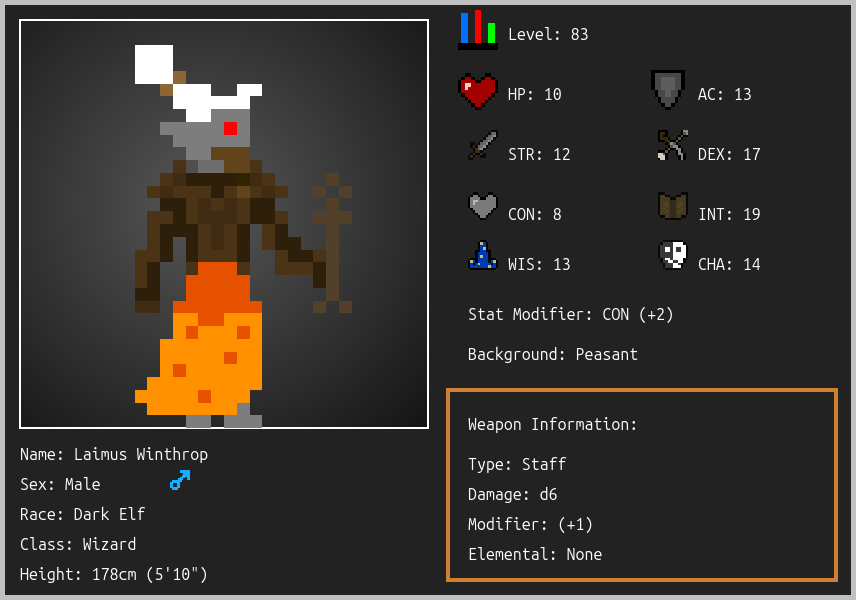 Level: 83
HP: 10
AC: 13
STR: 12
DEX: 17
CON: 8
INT: 19
WIS: 13
CHA: 14
Stat Modifier: CON (+2)
Background: Peasant
Weapon Information:
Type: Staff
Damage: d6
Modifier: (+1)
Elemental: None
Name: Laimus Winthrop
Sex: Male
Race: Dark Elf
Class: Wizard
Height: 178cm (5'10")